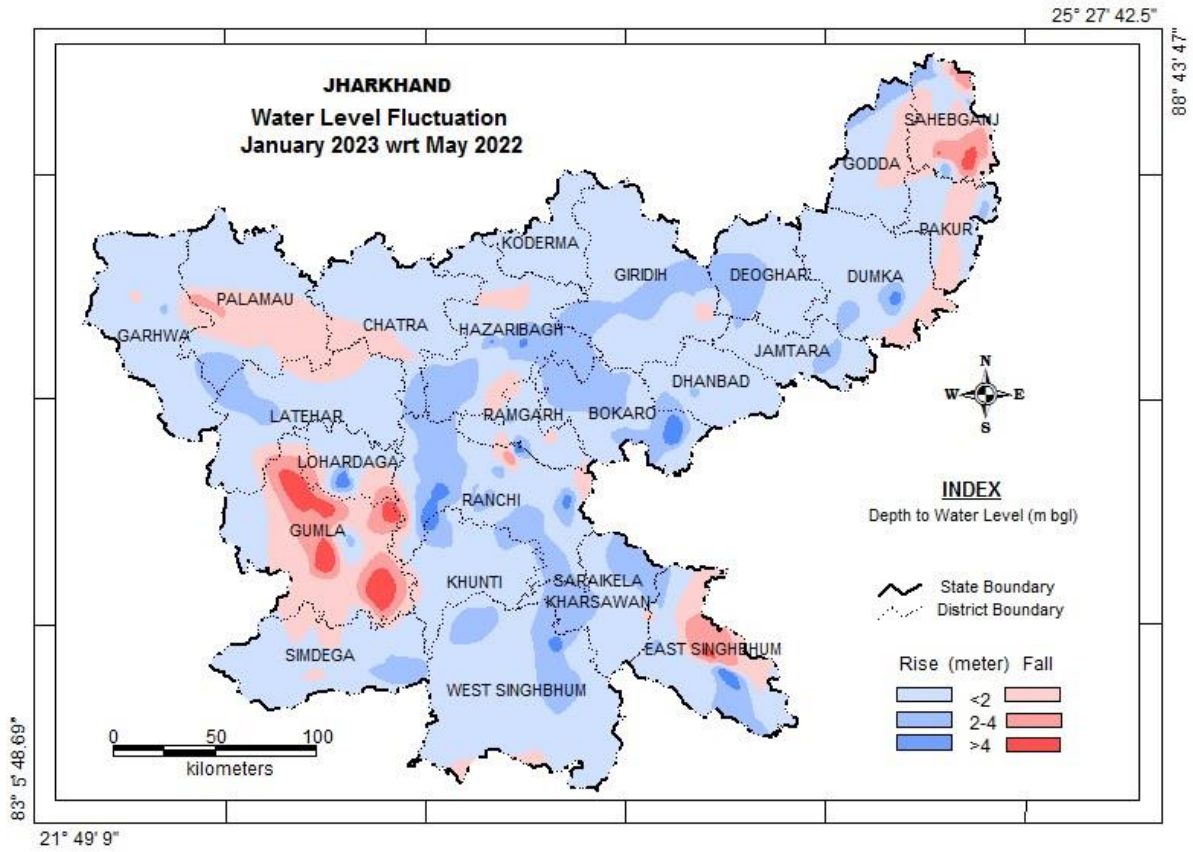 25° 27' 42.5"
88° 43' 47"
JHARKHAND
Water Level Fluctuation
January 2023 wrt May 2022
SAHEBGANJ
GODDA
PAKUR
KODERMA
GIRIDIH
DEOGHAR
DUMKA
PALAMAU
GARHWA
CHATRA
HAZARIBAGH
JAMTARA
DHANBAD
LATEHAR
RAMGARH
BOKARO
LOHARDAGA
RANCHI
GUMLA
KHUNTI
SARAIKELA
KHARSAWAN
SIMDEGA
EAST SINGHBHUM
WEST SINGHBHUM
N
W E
S
INDEX
Depth to Water Level (m bgl)
State Boundary
District Boundary
Rise (meter) Fall
<2
2-4
>4
0 50 100
kilometers
83° 5' 48.69"
21° 49' 9"